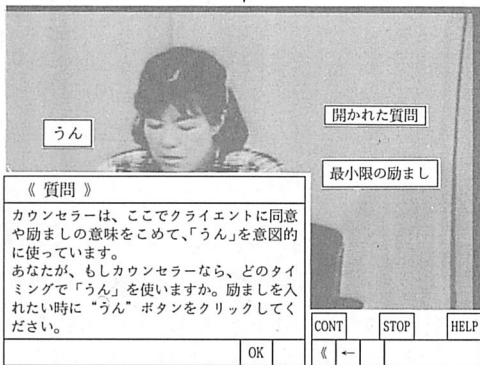 うん
開かれた質問
最小限の励まし
《 質問 》
カウンセラーは、ここでクライエントに同意
や励ましの意味をこめて、「うん」を意図的
に使っています。
あなたが、もしカウンセラーなら、どのタイ
ミングで「うん」を使いますか。励ましを入
れたい時に“うん”ボタンをクリックしてく
ださい。
OK
CONT STOP HELP
《 ←